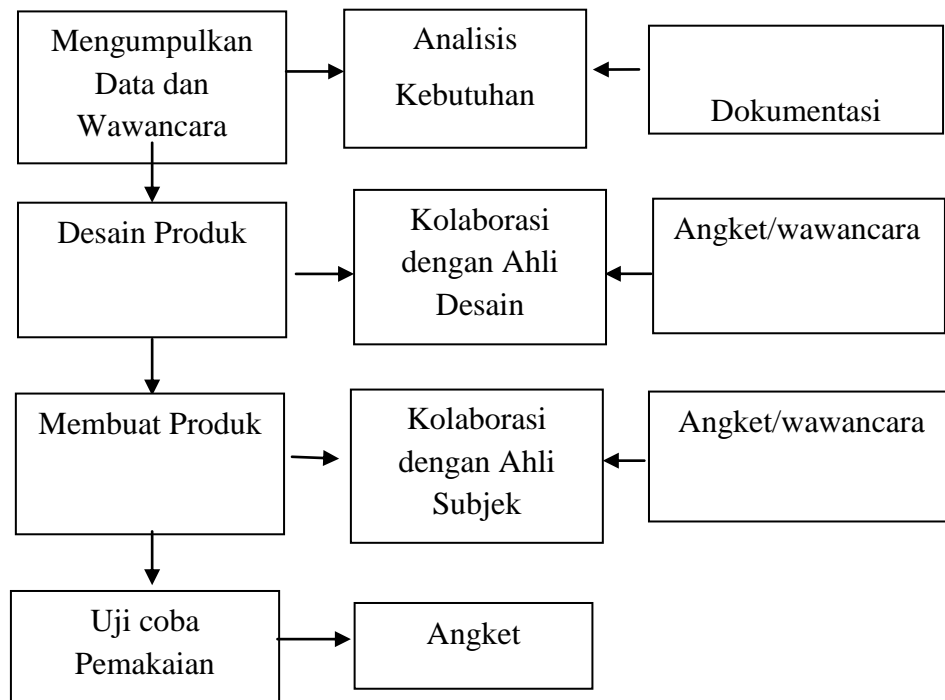 Mengumpulkan
Data dan
Wawancara
Analisis
Kebutuhan
Dokumentasi
Desain Produk
Kolaborasi
dengan Ahli
Desain
Angket/wawancara
Membuat Produk
Kolaborasi
dengan Ahli
Subjek
Angket/wawancara
Uji coba
Pemakaian
Angket